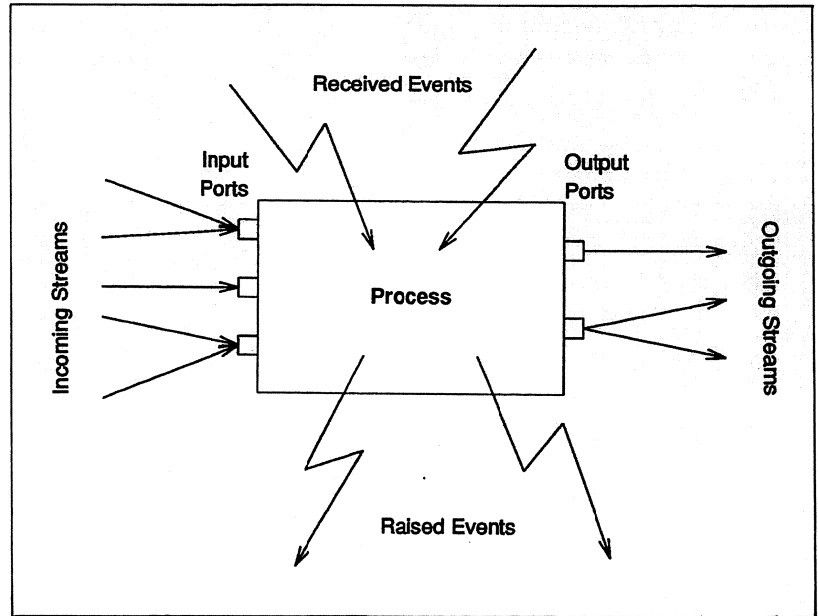 Received Events
Input
Ports
Output
Ports
Incoming Streams
Process
Outgoing Streams
Raised Events